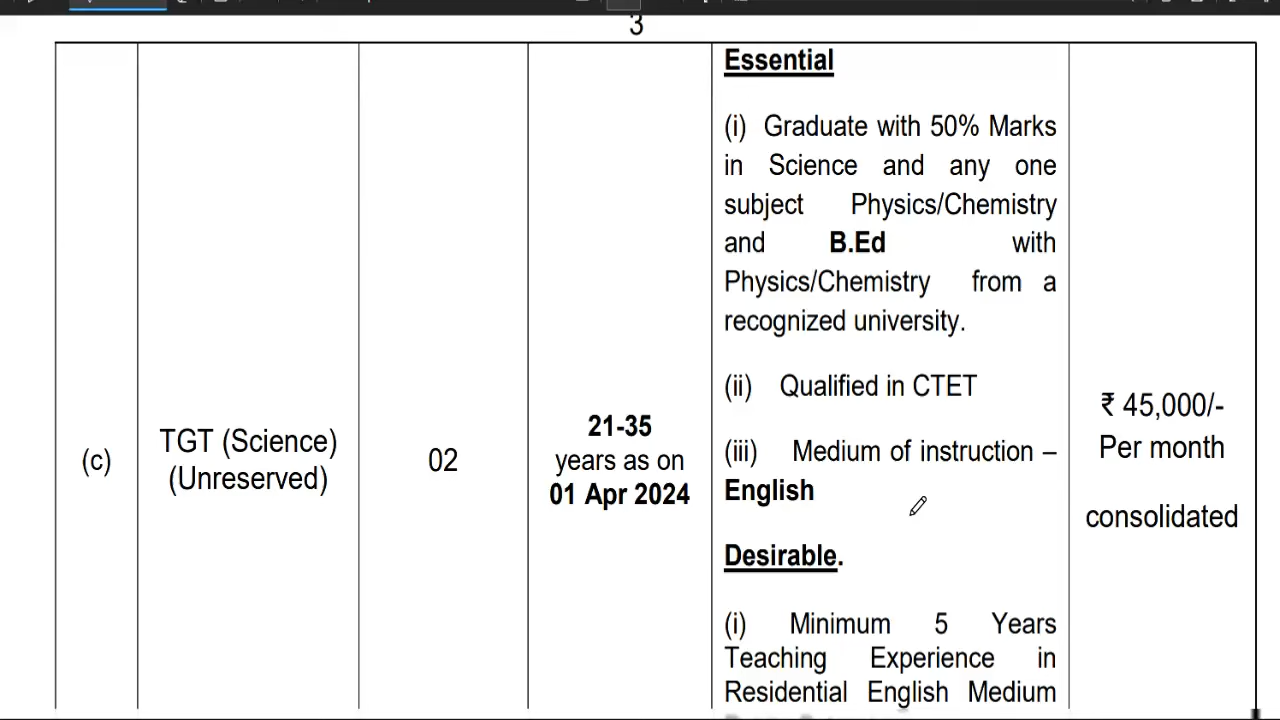 3
Essential
(i) Graduate with 50% Marks
in Science and any one
subject Physics/Chemistry
and B.Ed with
Physics/Chemistry from a
recognized university.
(ii) Qualified in CTET
(iii) Medium of instruction –
English
Desirable.
(i) Minimum 5 Years
Teaching Experience in
Residential English Medium
(c)
TGT (Science)
(Unreserved)
02
21-35
years as on
01 Apr 2024
₹ 45,000/-
Per month
consolidated